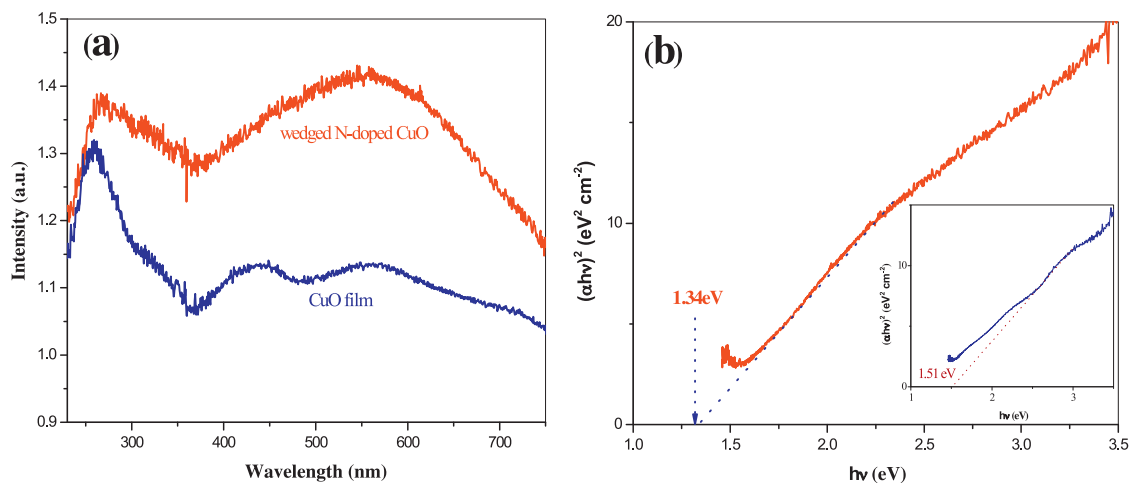 (a)
1.5
1.4
1.3
1.2
1.1
1.0
0.9
Intensity (a.u.)
wedged N-doped CuO
CuO film
300
400
500
600
700
Wavelength (nm)
(b)
20
10
0
(αhν)² (eV² cm⁻²)
1.34eV
1.0
1.5
2.0
2.5
3.0
3.5
hν (eV)
10
0
(αhν)² (eV² cm⁻²)
1.51 eV
1
2
3
hν (eV)